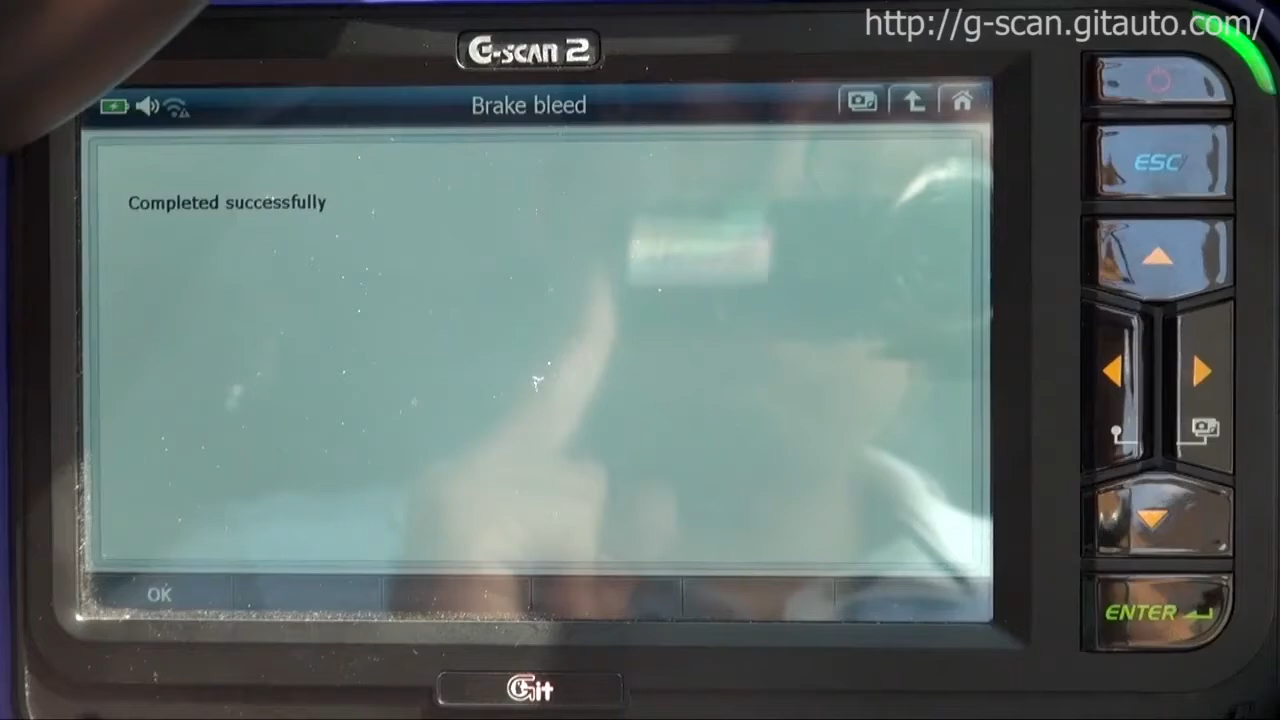 http://g-scan.gitauto.com/
G-SCAN 2
Brake bleed
ESC
Completed successfully
OK
ENTER
Git